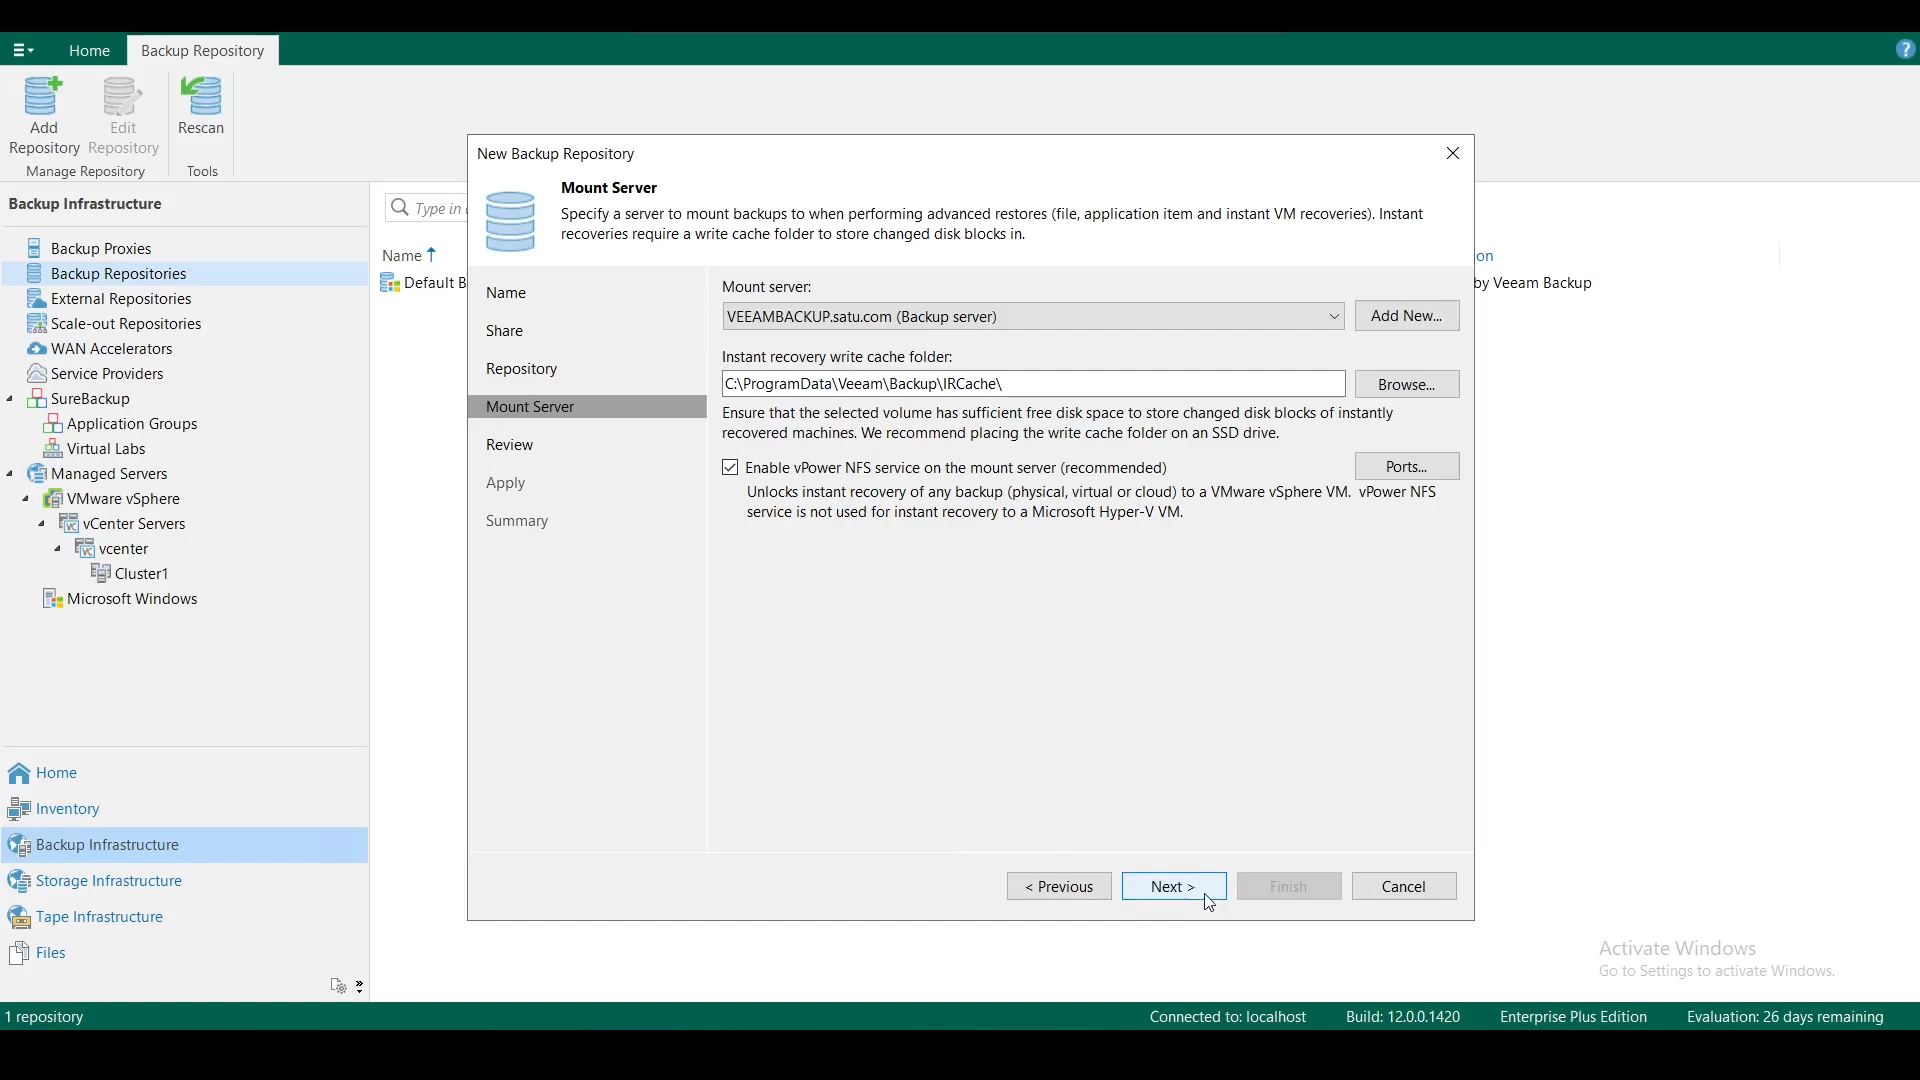 Home
Backup Repository
?
Add Repository
Edit Repository
Rescan
Manage Repository
Tools
Backup Infrastructure
Backup Proxies
Backup Repositories
External Repositories
Scale-out Repositories
WAN Accelerators
Service Providers
SureBackup
Application Groups
Virtual Labs
Managed Servers
VMware vSphere
vCenter Servers
vcenter
Cluster1
Microsoft Windows
Home
Inventory
Backup Infrastructure
Storage Infrastructure
Tape Infrastructure
Files
Type in
Name
Default B
on
by Veeam Backup
New Backup Repository
Mount Server
Specify a server to mount backups to when performing advanced restores (file, application item and instant VM recoveries). Instant
recoveries require a write cache folder to store changed disk blocks in.
Name
Share
Repository
Mount Server
Review
Apply
Summary
Mount server:
VEEAMBACKUP.satu.com (Backup server)
Add New...
Instant recovery write cache folder:
C:\ProgramData\Veeam\Backup\IRCache\
Browse...
Ensure that the selected volume has sufficient free disk space to store changed disk blocks of instantly
recovered machines. We recommend placing the write cache folder on an SSD drive.
Enable vPower NFS service on the mount server (recommended)
Ports...
Unlocks instant recovery of any backup (physical, virtual or cloud) to a VMware vSphere VM. vPower NFS
service is not used for instant recovery to a Microsoft Hyper-V VM.
< Previous
Next >
Finish
Cancel
Activate Windows
Go to Settings to activate Windows.
1 repository
Connected to: localhost
Build: 12.0.0.1420
Enterprise Plus Edition
Evaluation: 26 days remaining